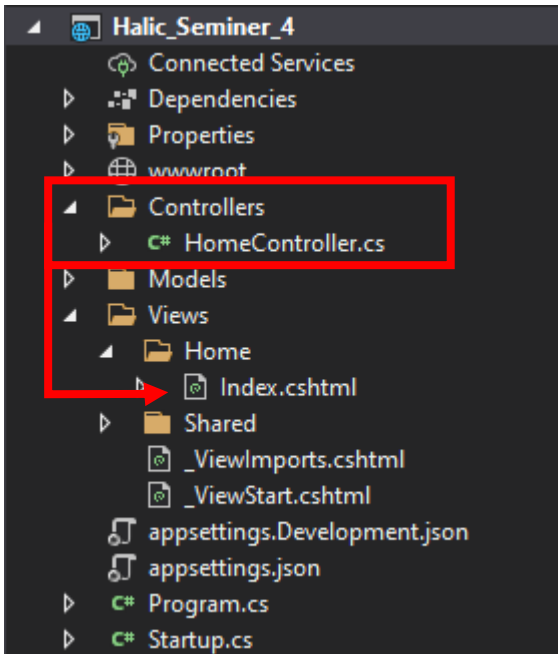 Halic_Seminer_4
Connected Services
Dependencies
Properties
wwwroot
Controllers
C# HomeController.cs
Models
Views
Home
Index.cshtml
Shared
_ViewImports.cshtml
_ViewStart.cshtml
appsettings.Development.json
appsettings.json
C# Program.cs
C# Startup.cs